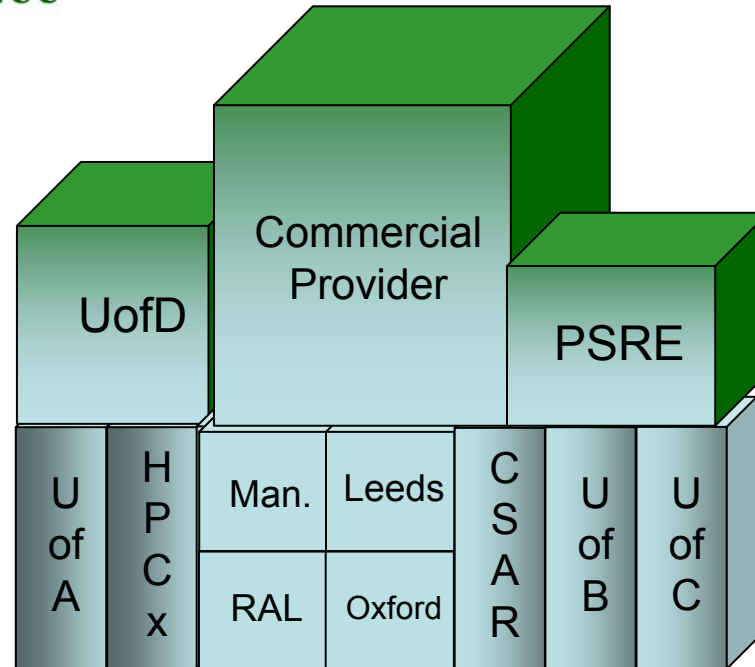 Commercial
Provider
UofD
PSRE
U
of
A
H
P
C
x
Man.
Leeds
RAL
Oxford
C
S
A
R
U
of
B
U
of
C